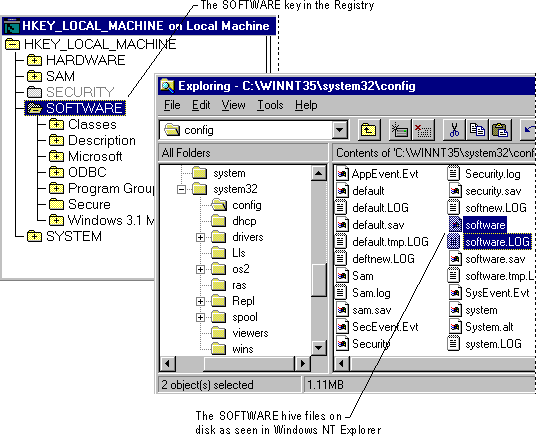 The SOFTWARE key in the Registry
HKEY_LOCAL_MACHINE on Local Machine
HKEY_LOCAL_MACHINE
HARDWARE
SAM
SECURITY
SOFTWARE
Classes
Description
Microsoft
ODBC
Program Group
Secure
Windows 3.1 M
SYSTEM
Exploring - C:\WINNT35\system32\config
File Edit View Tools Help
config
All Folders
system
system32
config
dhcp
drivers
Lls
os2
ras
Repl
spool
viewers
wins
Contents of 'C:\WINNT35\system32\conf
AppEvent.Evt
default
default.LOG
default.sav
default.tmp.LOG
deftnew.LOG
Sam
Sam.log
sam.sav
SecEvent.Evt
Security
Security.log
security.sav
softnew.LOG
software
software.LOG
software.sav
software.tmp.L
SysEvent.Evt
system
System.alt
system.LOG
2 object(s) selected
1.11MB
The SOFTWARE hive files on
disk as seen in Windows NT Explorer